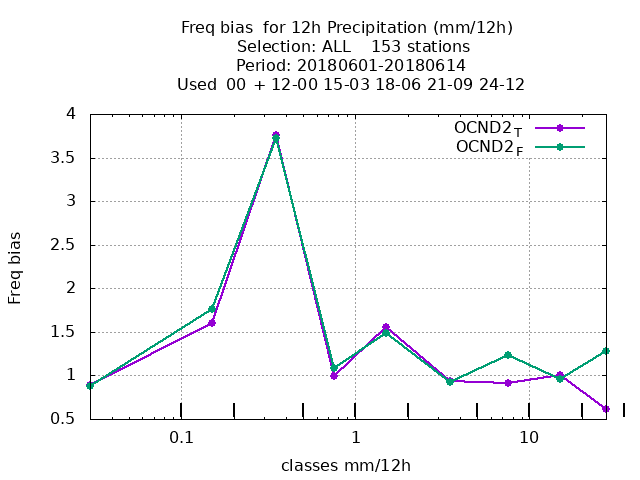 Freq bias  for 12h Precipitation (mm/12h)
Selection: ALL    153 stations
Period: 20180601-20180614
Used  00 + 12-00 15-03 18-06 21-09 24-12
OCND2_T
OCND2_F
4
3.5
3
2.5
2
1.5
1
0.5
Freq bias
0.1
1
10
classes mm/12h